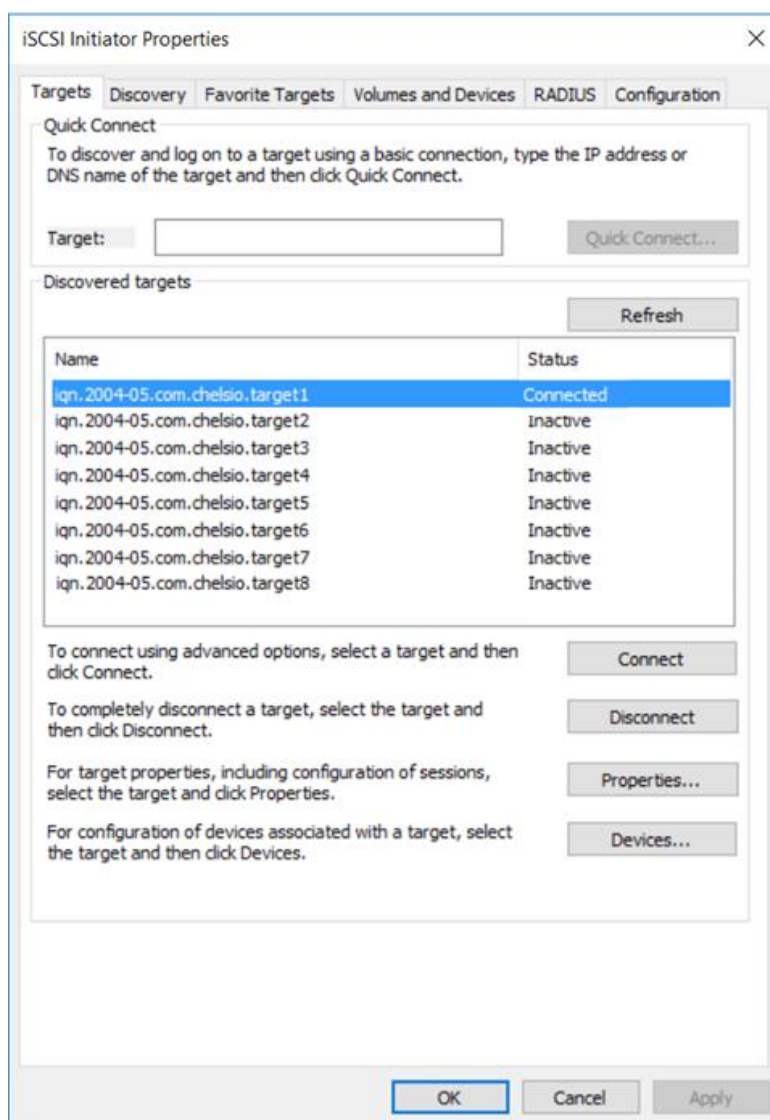 iSCSI Initiator Properties
Targets Discovery Favorite Targets Volumes and Devices RADIUS Configuration
Quick Connect
To discover and log on to a target using a basic connection, type the IP address or
DNS name of the target and then click Quick Connect.
Target: Quick Connect...
Discovered targets
Refresh
Name Status
iqn.2004-05.com.chelsio.target1 Connected
iqn.2004-05.com.chelsio.target2 Inactive
iqn.2004-05.com.chelsio.target3 Inactive
iqn.2004-05.com.chelsio.target4 Inactive
iqn.2004-05.com.chelsio.target5 Inactive
iqn.2004-05.com.chelsio.target6 Inactive
iqn.2004-05.com.chelsio.target7 Inactive
iqn.2004-05.com.chelsio.target8 Inactive
To connect using advanced options, select a target and then
click Connect.
Connect
To completely disconnect a target, select the target and
then click Disconnect.
Disconnect
For target properties, including configuration of sessions,
select the target and click Properties.
Properties...
For configuration of devices associated with a target, select
the target and then click Devices.
Devices...
OK Cancel Apply